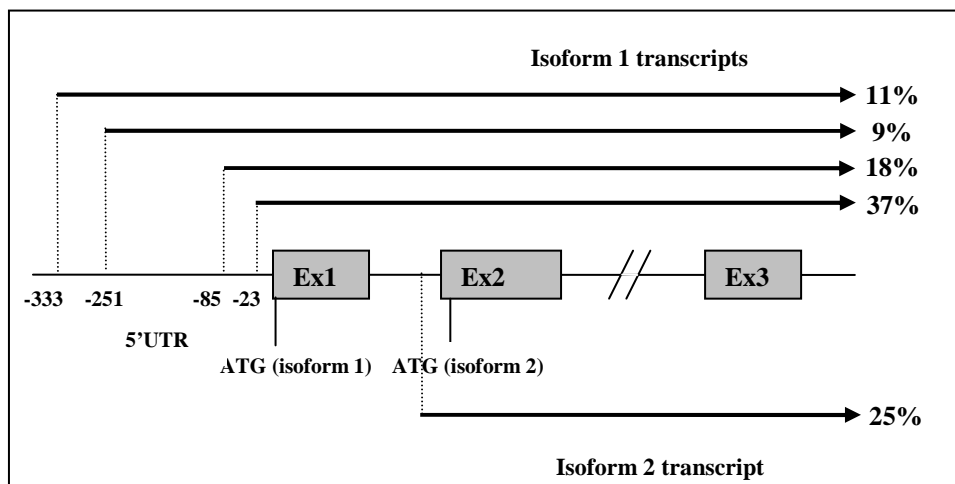 Isoform 1 transcripts
11%
9%
18%
37%
Ex1
Ex2
Ex3
-333
-251
-85
-23
5’UTR
ATG (isoform 1)
ATG (isoform 2)
25%
Isoform 2 transcript